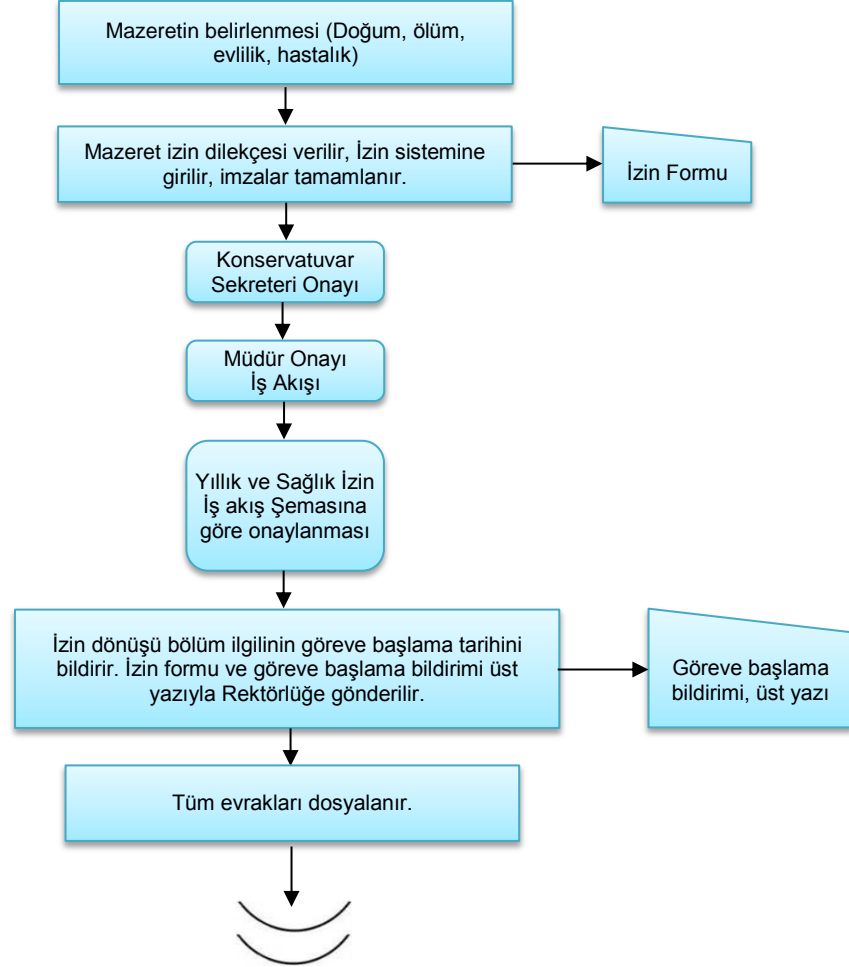 Mazeretin belirlenmesi (Doğum, ölüm,
evlilik, hastalık)
Mazeret izin dilekçesi verilir, İzin sistemine
girilir, imzalar tamamlanır.
İzin Formu
Konservatuvar
Sekreteri Onayı
Müdür Onayı
İş Akışı
Yıllık ve Sağlık İzin
İş akış Şemasına
göre onaylanması
İzin dönüşü bölüm ilgilinin göreve başlama tarihini
bildirir. İzin formu ve göreve başlama bildirimi üst
yazıyla Rektörlüğe gönderilir.
Göreve başlama
bildirimi, üst yazı
Tüm evrakları dosyalanır.